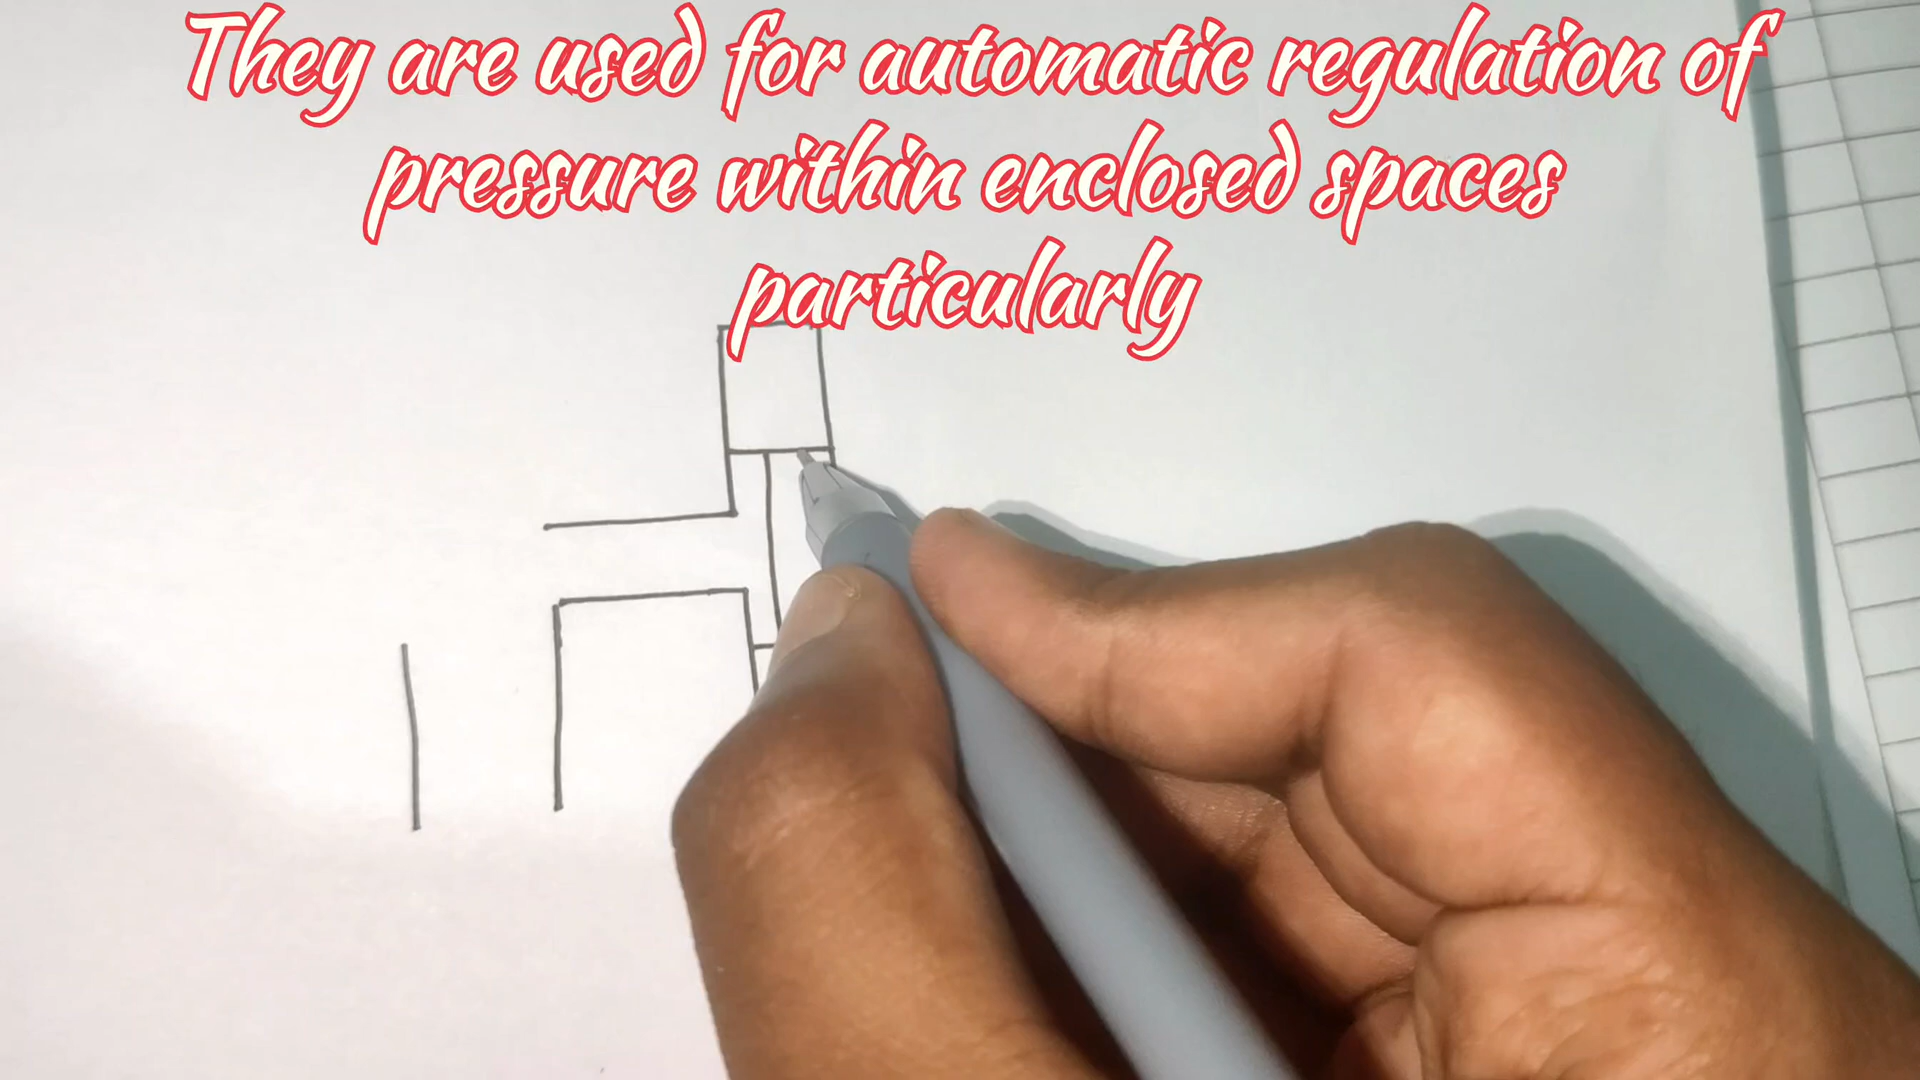 They are used for automatic regulation of
pressure within enclosed spaces
particularly